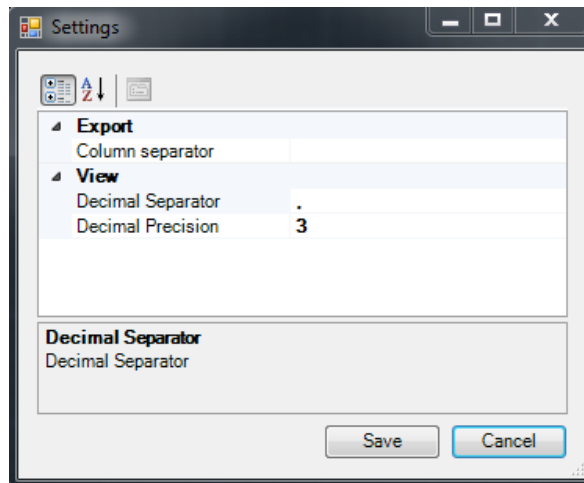 Settings
Export
Column separator
View
Decimal Separator .
Decimal Precision 3
Decimal Separator
Decimal Separator
Save Cancel